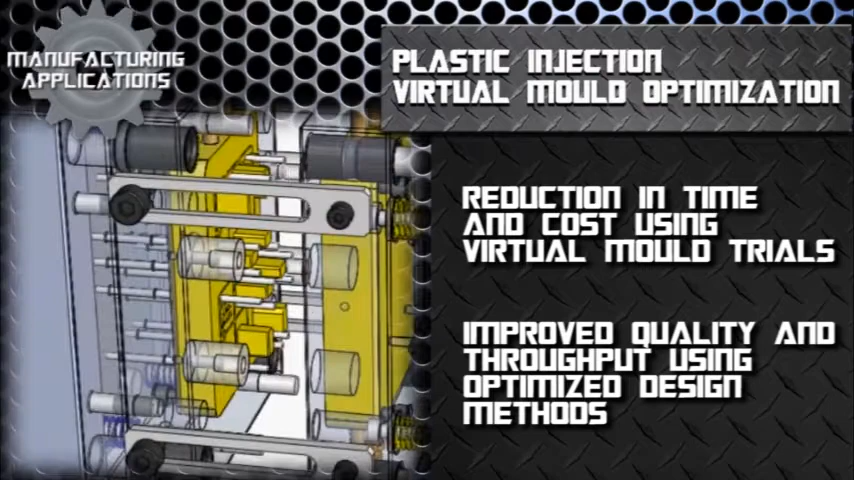 MANUFACTURING
APPLICATIONS
PLASTIC INJECTION
VIRTUAL MOULD OPTIMIZATION
REDUCTION IN TIME
AND COST USING
VIRTUAL MOULD TRIALS
IMPROVED QUALITY AND
THROUGHPUT USING
OPTIMIZED DESIGN
METHODS